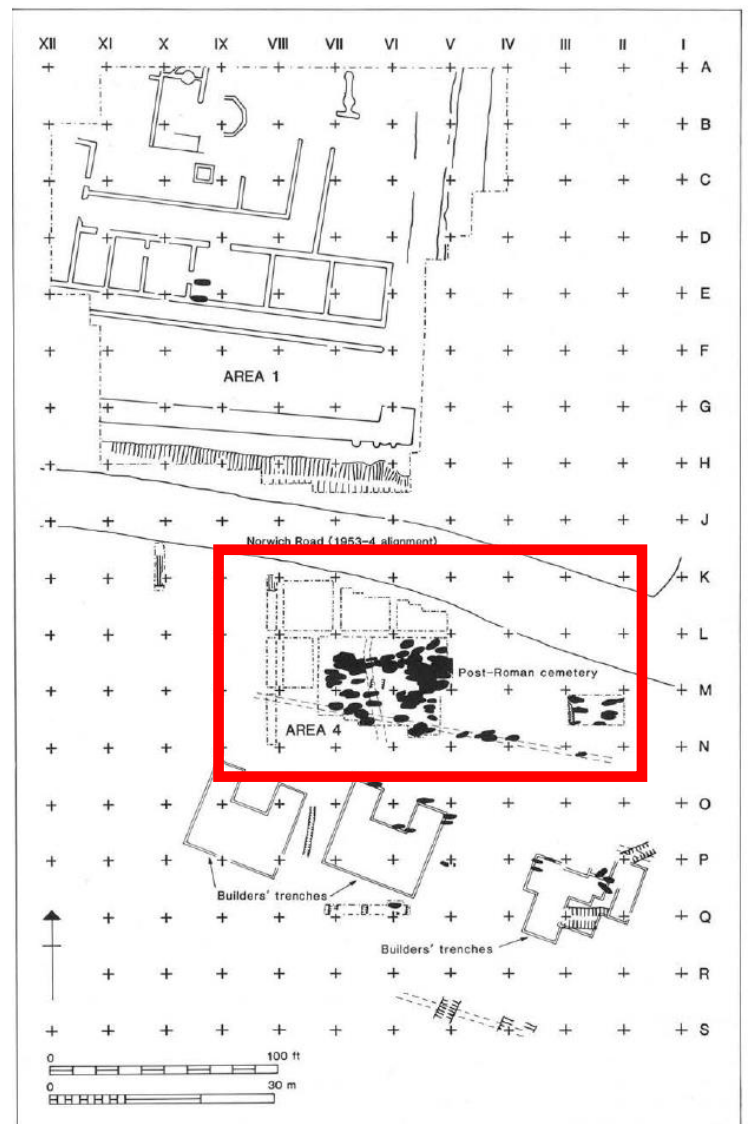 XII XI X IX VIII VII VI V IV III II I
A
B
C
D
E
F
AREA 1
G
H
J
Norwich Road (1953-4 alignment)
K
L
Post-Roman cemetery
M
AREA 4
N
O
P
Builders' trenches
Q
Builders' trenches
R
S
0 100 ft
0 30 m